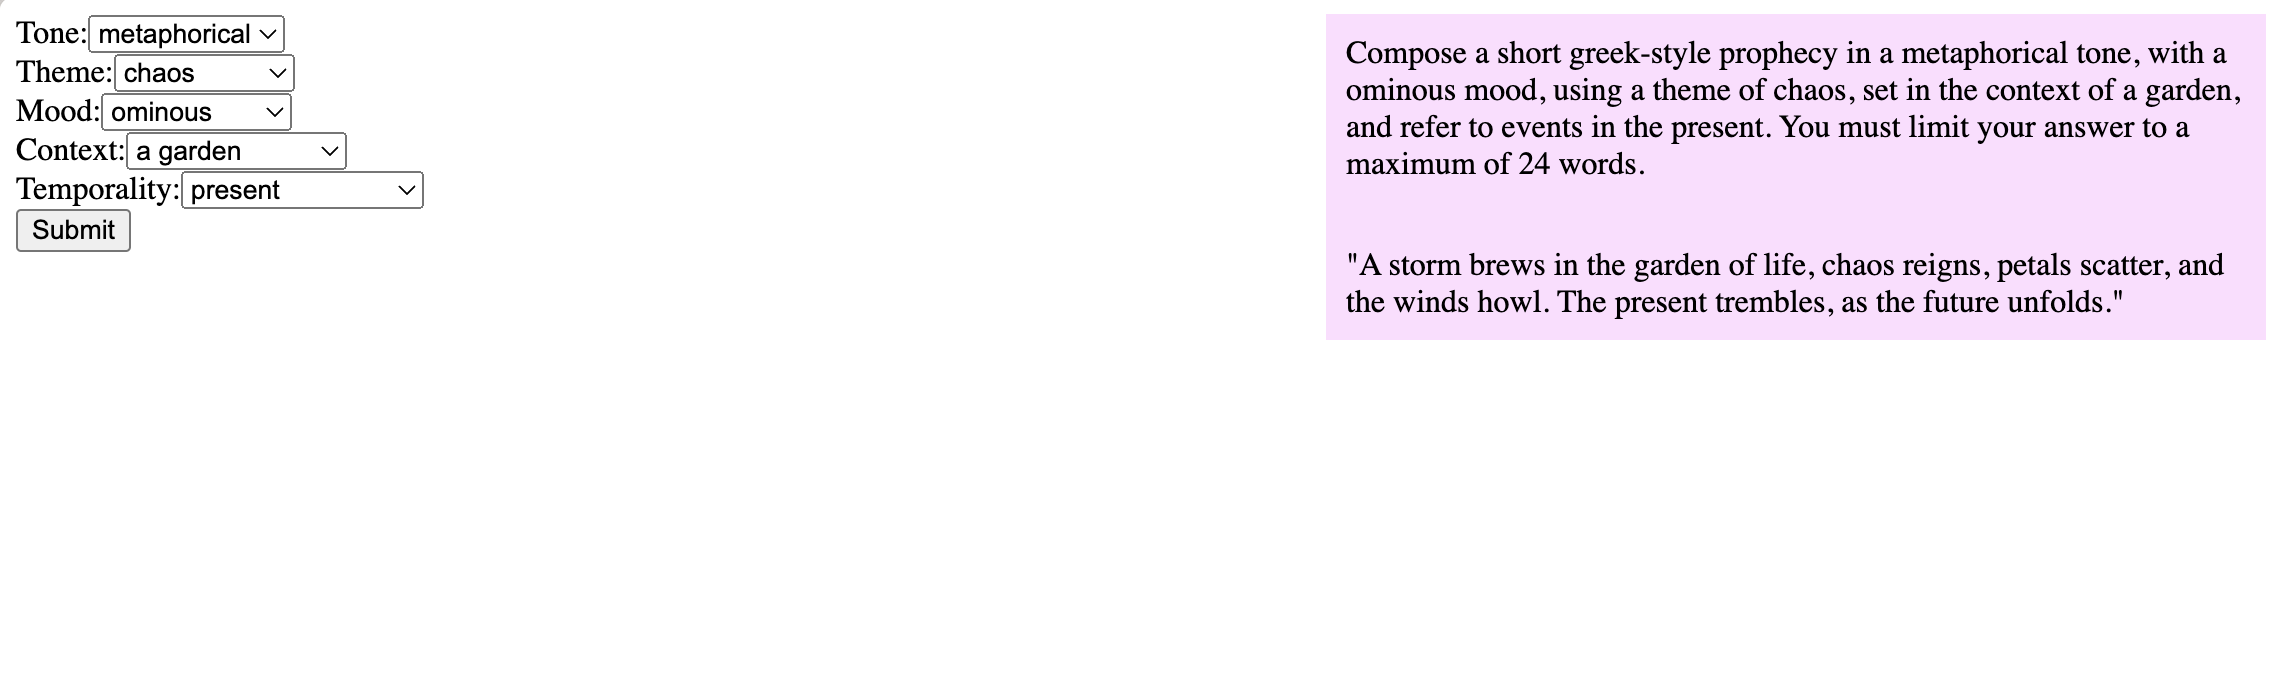 Tone: metaphorical
Theme: chaos
Mood: ominous
Context: a garden
Temporality: present
Submit
Compose a short greek-style prophecy in a metaphorical tone, with a
ominous mood, using a theme of chaos, set in the context of a garden,
and refer to events in the present. You must limit your answer to a
maximum of 24 words.
"A storm brews in the garden of life, chaos reigns, petals scatter, and
the winds howl. The present trembles, as the future unfolds."